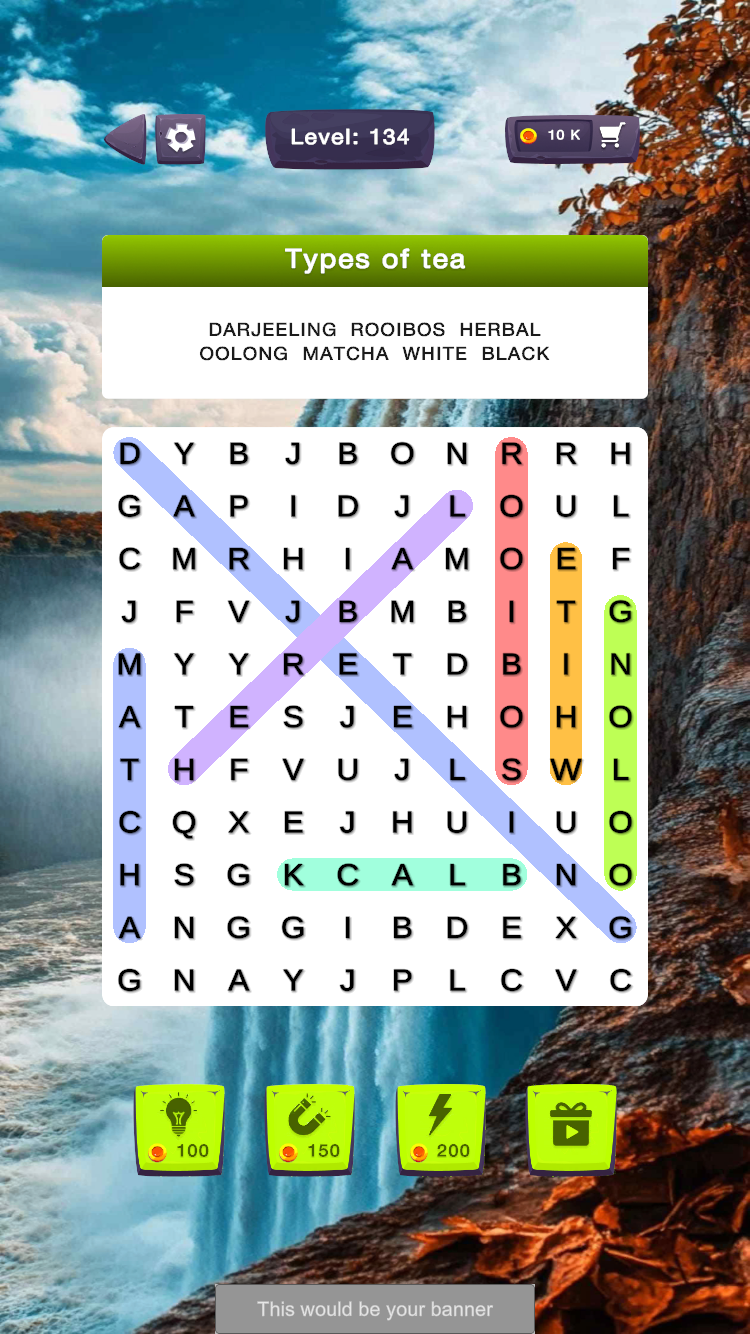 Level: 134
10 K
Types of tea
DARJEELING ROOIBOS HERBAL
OOLONG MATCHA WHITE BLACK
D Y B J B O N R R H
G A P I D J L O U L
C M R H I A M O E F
J F V J B M B I T G
M Y Y R E T D B I N
A T E S J E H O H O
T H F V U J L S W L
C Q X E J H U I U O
H S G K C A L B N O
A N G G I B D E X G
G N A Y J P L C V C
100 150 200
This would be your banner